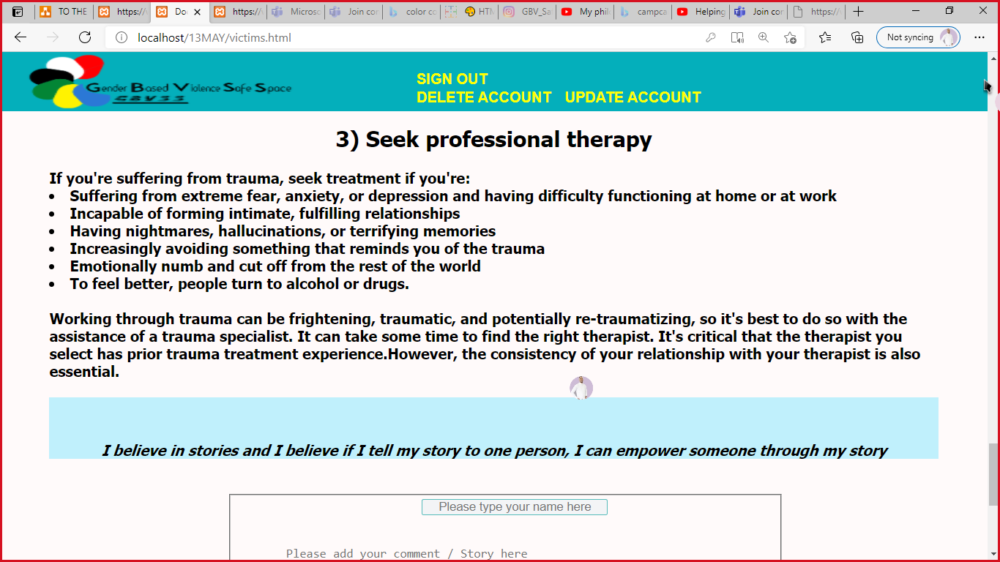 TO THE
https://
Do
https://
Microsc
Join cor
color cc
HTM
GBV_Sa
My phil
campca
Helping
Join cor
https://
localhost/13MAY/victims.html
Not syncing
Gender Based Violence Safe Space
G B V S S
SIGN OUT
DELETE ACCOUNT UPDATE ACCOUNT
3) Seek professional therapy
If you're suffering from trauma, seek treatment if you're:
• Suffering from extreme fear, anxiety, or depression and having difficulty functioning at home or at work
• Incapable of forming intimate, fulfilling relationships
• Having nightmares, hallucinations, or terrifying memories
• Increasingly avoiding something that reminds you of the trauma
• Emotionally numb and cut off from the rest of the world
• To feel better, people turn to alcohol or drugs.
Working through trauma can be frightening, traumatic, and potentially re-traumatizing, so it's best to do so with the
assistance of a trauma specialist. It can take some time to find the right therapist. It's critical that the therapist you
select has prior trauma treatment experience.However, the consistency of your relationship with your therapist is also
essential.
I believe in stories and I believe if I tell my story to one person, I can empower someone through my story
Please type your name here
Please add your comment / Story here